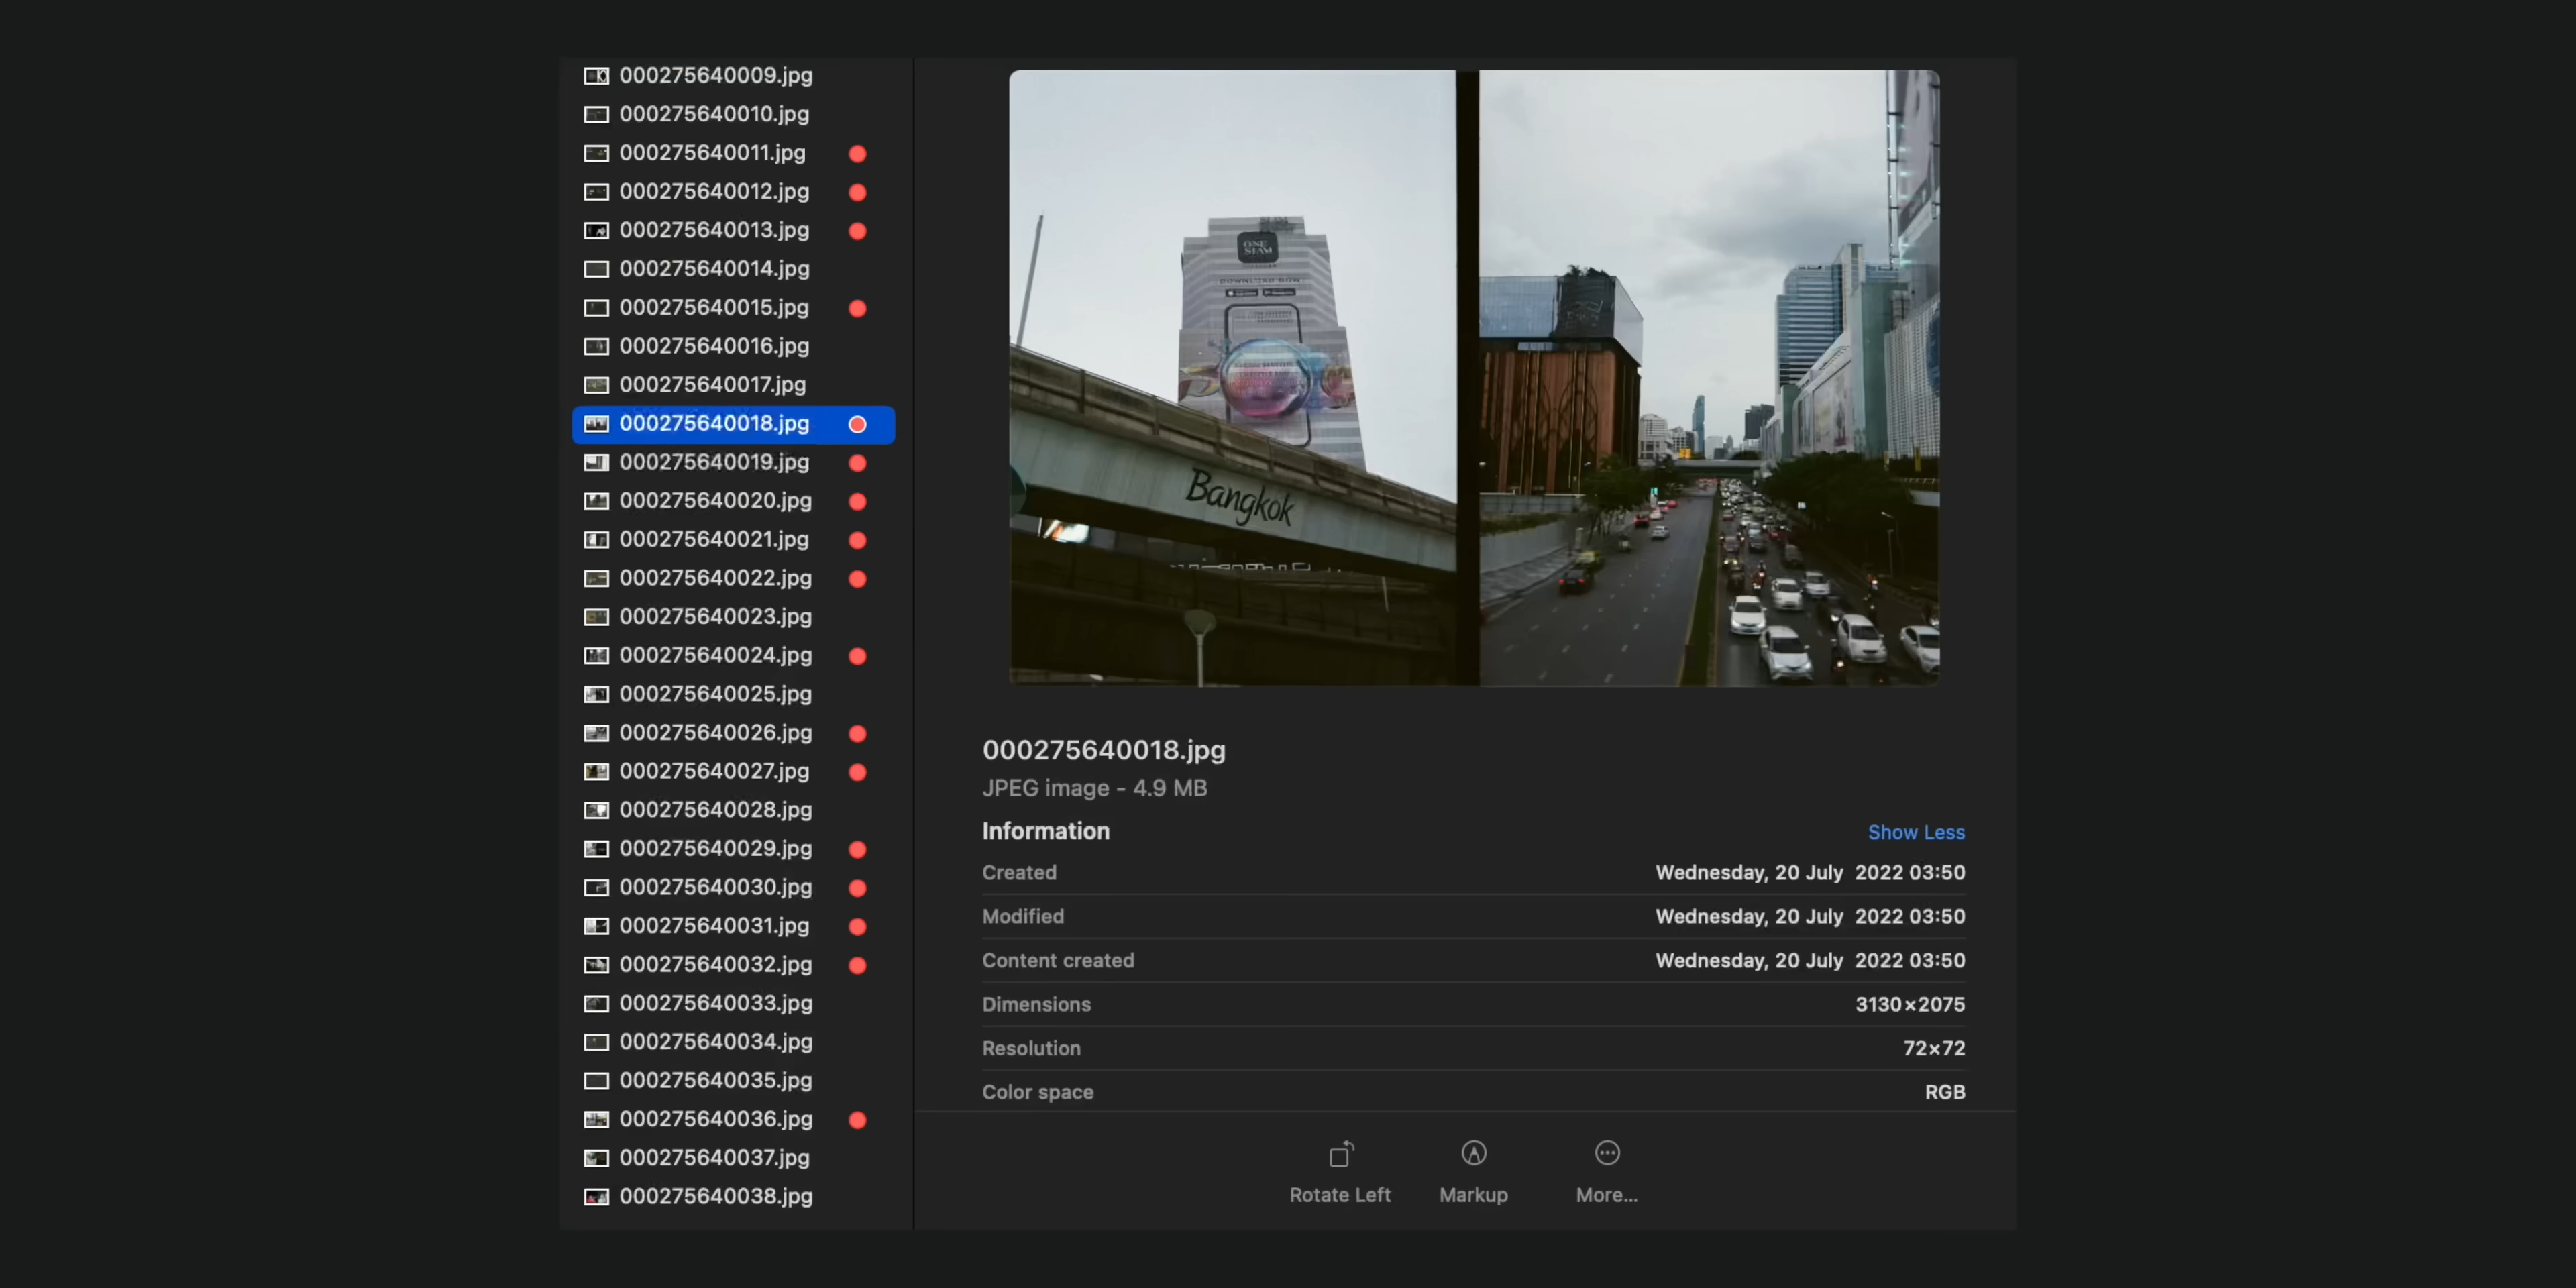 000275640009.jpg
000275640010.jpg
000275640011.jpg
000275640012.jpg
000275640013.jpg
000275640014.jpg
000275640015.jpg
000275640016.jpg
000275640017.jpg
000275640018.jpg
000275640019.jpg
000275640020.jpg
000275640021.jpg
000275640022.jpg
000275640023.jpg
000275640024.jpg
000275640025.jpg
000275640026.jpg
000275640027.jpg
000275640028.jpg
000275640029.jpg
000275640030.jpg
000275640031.jpg
000275640032.jpg
000275640033.jpg
000275640034.jpg
000275640035.jpg
000275640036.jpg
000275640037.jpg
000275640038.jpg
ONE
SIAM
DOWNLOAD NOW
Bangkok
000275640018.jpg
JPEG image - 4.9 MB
Information Show Less
Created Wednesday, 20 July 2022 03:50
Modified Wednesday, 20 July 2022 03:50
Content created Wednesday, 20 July 2022 03:50
Dimensions 3130×2075
Resolution 72×72
Color space RGB
Rotate Left Markup More...